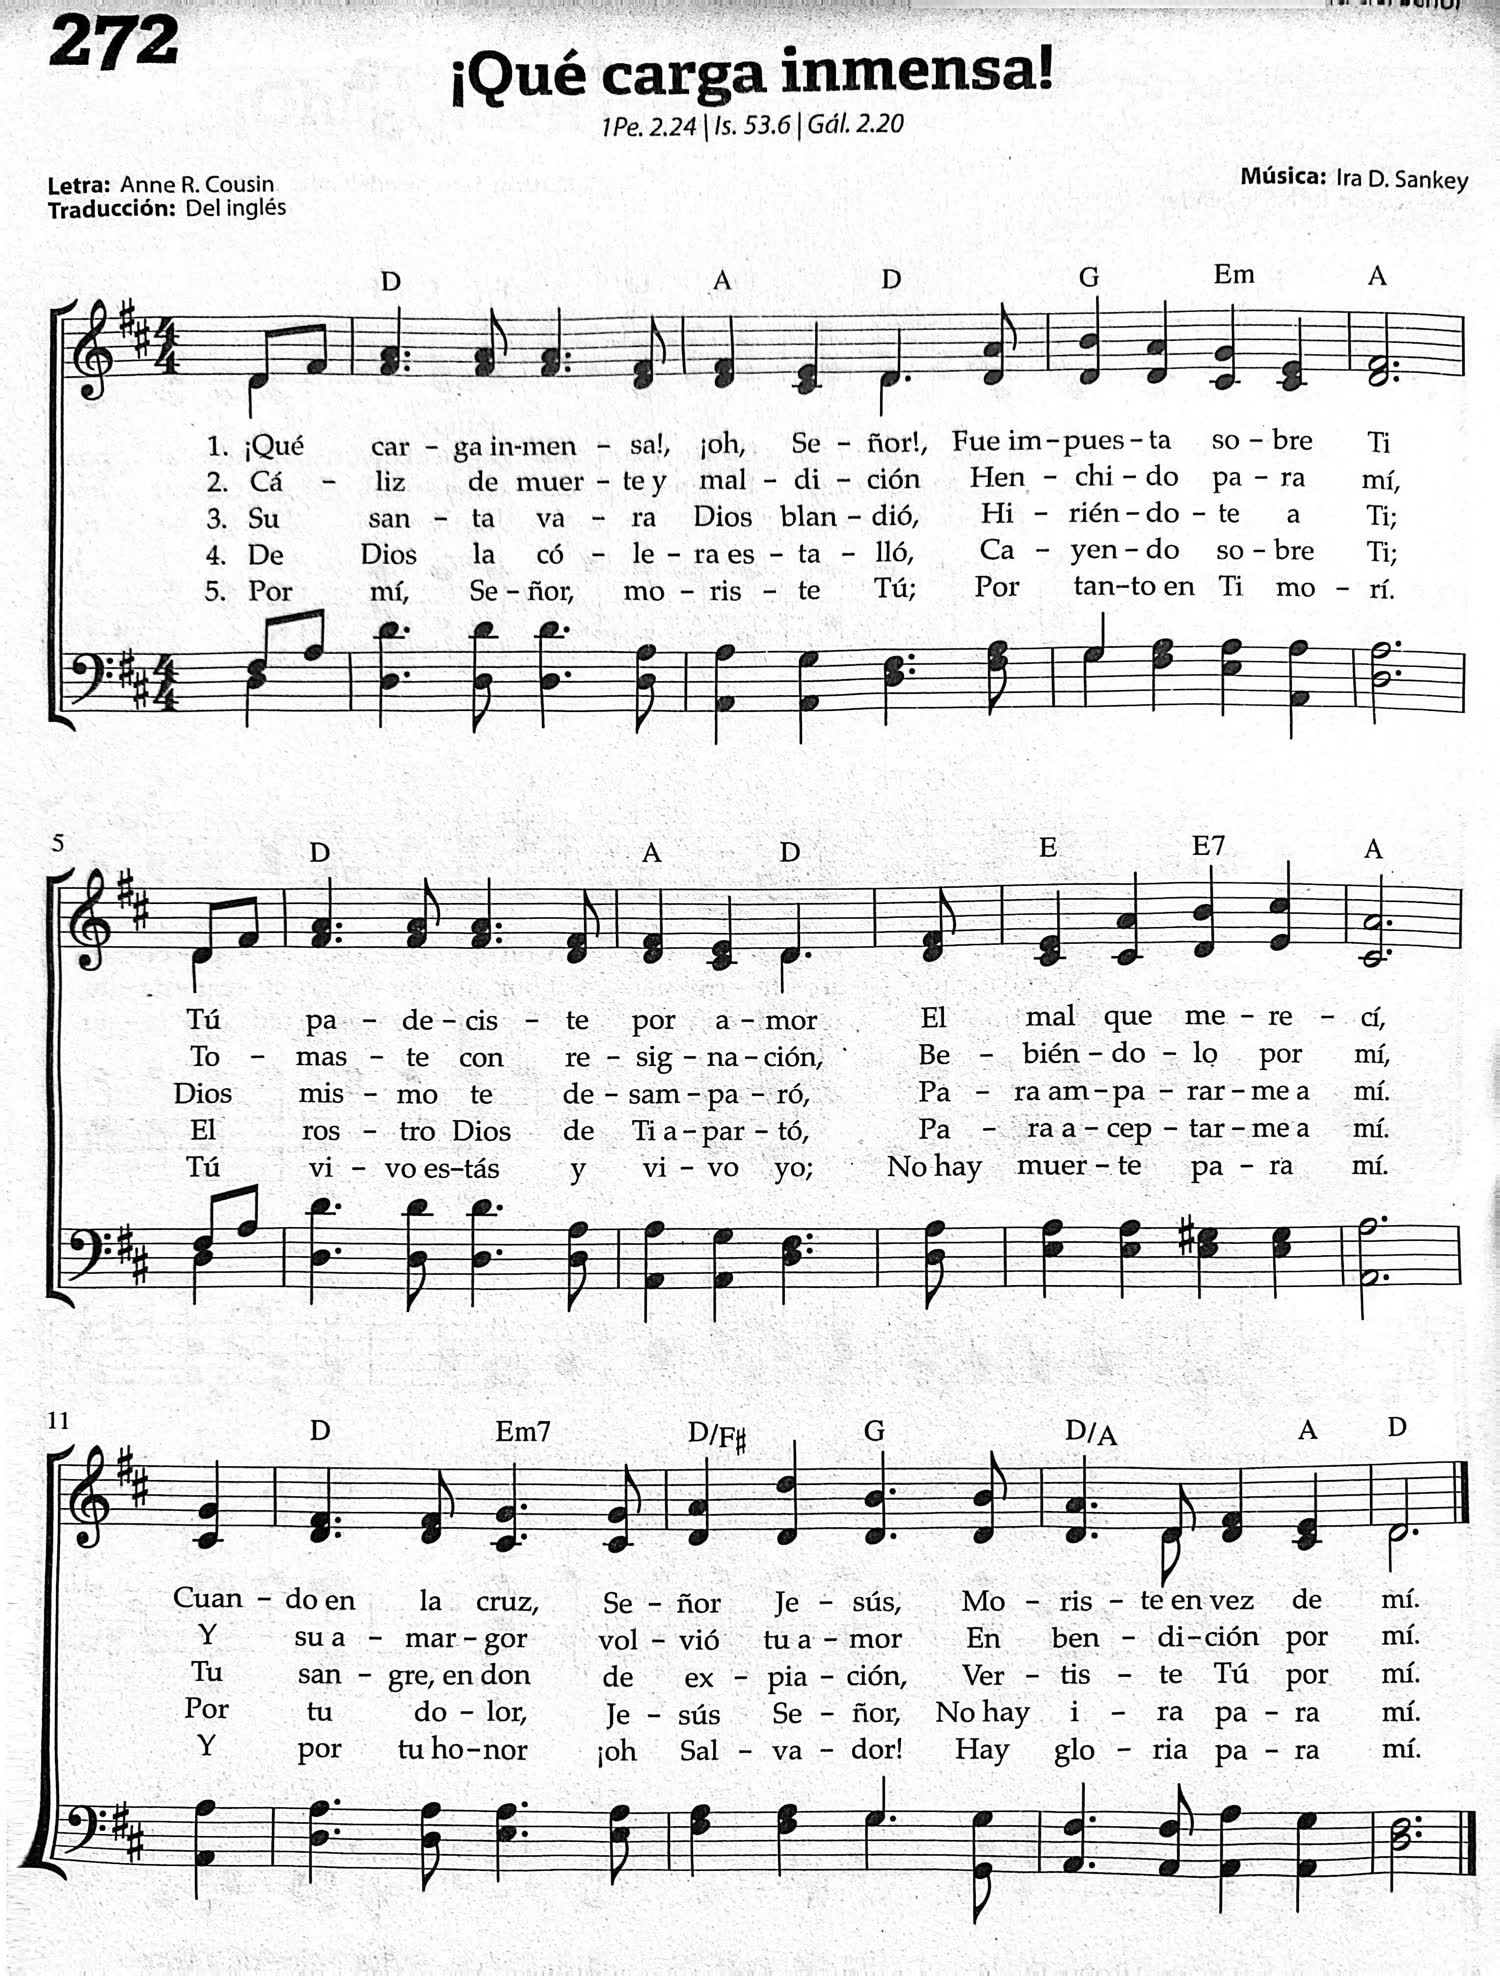 272
¡Qué carga inmensa!
1Pe. 2.24 | Is. 53.6 | Gál. 2.20
Letra: Anne R. Cousin
Traducción: Del inglés
Música: Ira D. Sankey
D A D G Em A
1. ¡Qué car – ga in-men – sa!, ¡oh, Se – ñor!, Fue im–pues–ta so – bre Ti
2. Cá – liz de muer – te y mal – di – ción Hen – chi – do pa – ra mí,
3. Su san – ta va – ra Dios blan – dió, Hi – rién – do – te a Ti;
4. De Dios la có – le – ra es – ta – lló, Ca – yen – do so – bre Ti;
5. Por mí, Se – ñor, mo – ris – te Tú; Por tan–to en Ti mo – rí.
5
D A D E E7 A
Tú pa – de – cis – te por a – mor El mal que me – re – cí,
To – mas – te con re – sig – na – ción, Be – bién – do – lo por mí,
Dios mis – mo te de – sam – pa – ró, Pa – ra am – pa – rar – me a mí.
El ros – tro Dios de Ti a – par – tó, Pa – ra a – cep – tar – me a mí.
Tú vi – vo es–tás y vi – vo yo; No hay muer – te pa – ra mí.
11
D Em7 D/F♯ G D/A A D
Cuan – do en la cruz, Se – ñor Je – sús, Mo – ris – te en vez de mí.
Y su a – mar – gor vol – vió tu a – mor En ben – di – ción por mí.
Tu san – gre, en don de ex – pia – ción, Ver – tis – te Tú por mí.
Por tu do – lor, Je – sús Se – ñor, No hay i – ra pa – ra mí.
Y por tu ho – nor ¡oh Sal – va – dor! Hay glo – ria pa – ra mí.